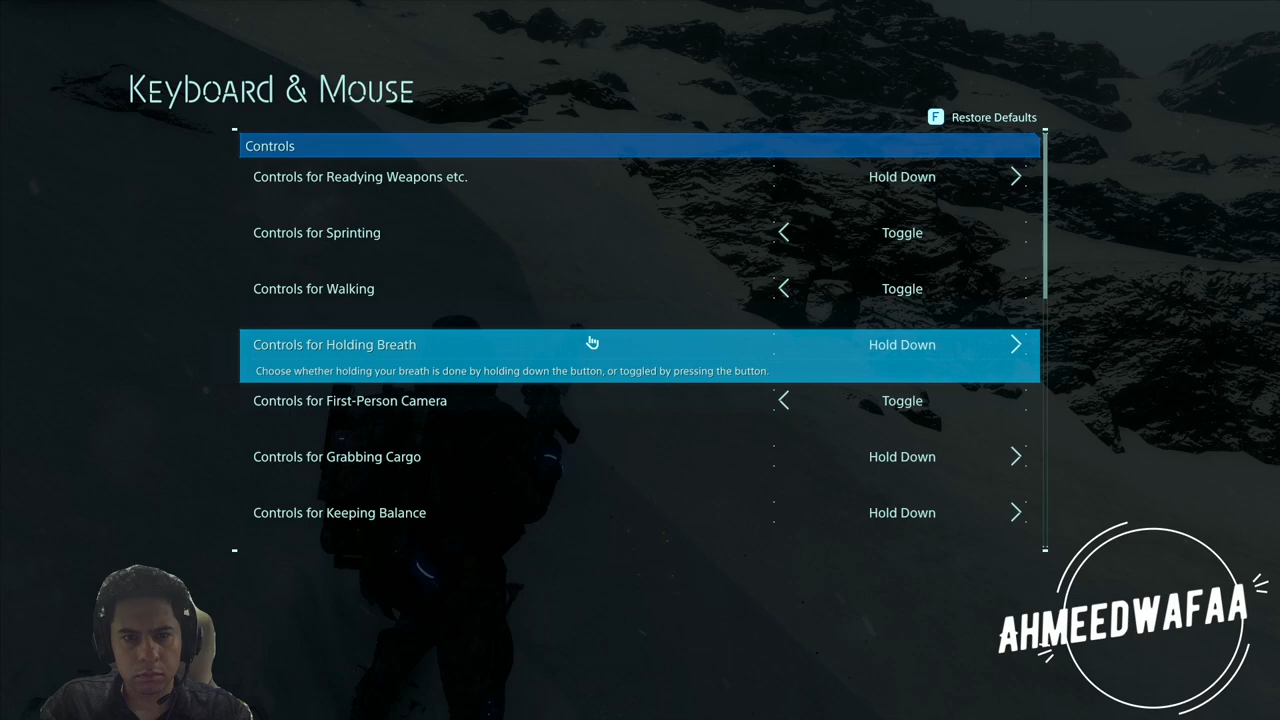 Keyboard & Mouse
F Restore Defaults
Controls
Controls for Readying Weapons etc. Hold Down
Controls for Sprinting Toggle
Controls for Walking Toggle
Controls for Holding Breath Hold Down
Choose whether holding your breath is done by holding down the button, or toggled by pressing the button.
Controls for First-Person Camera Toggle
Controls for Grabbing Cargo Hold Down
Controls for Keeping Balance Hold Down
AHMEEDWAFAA